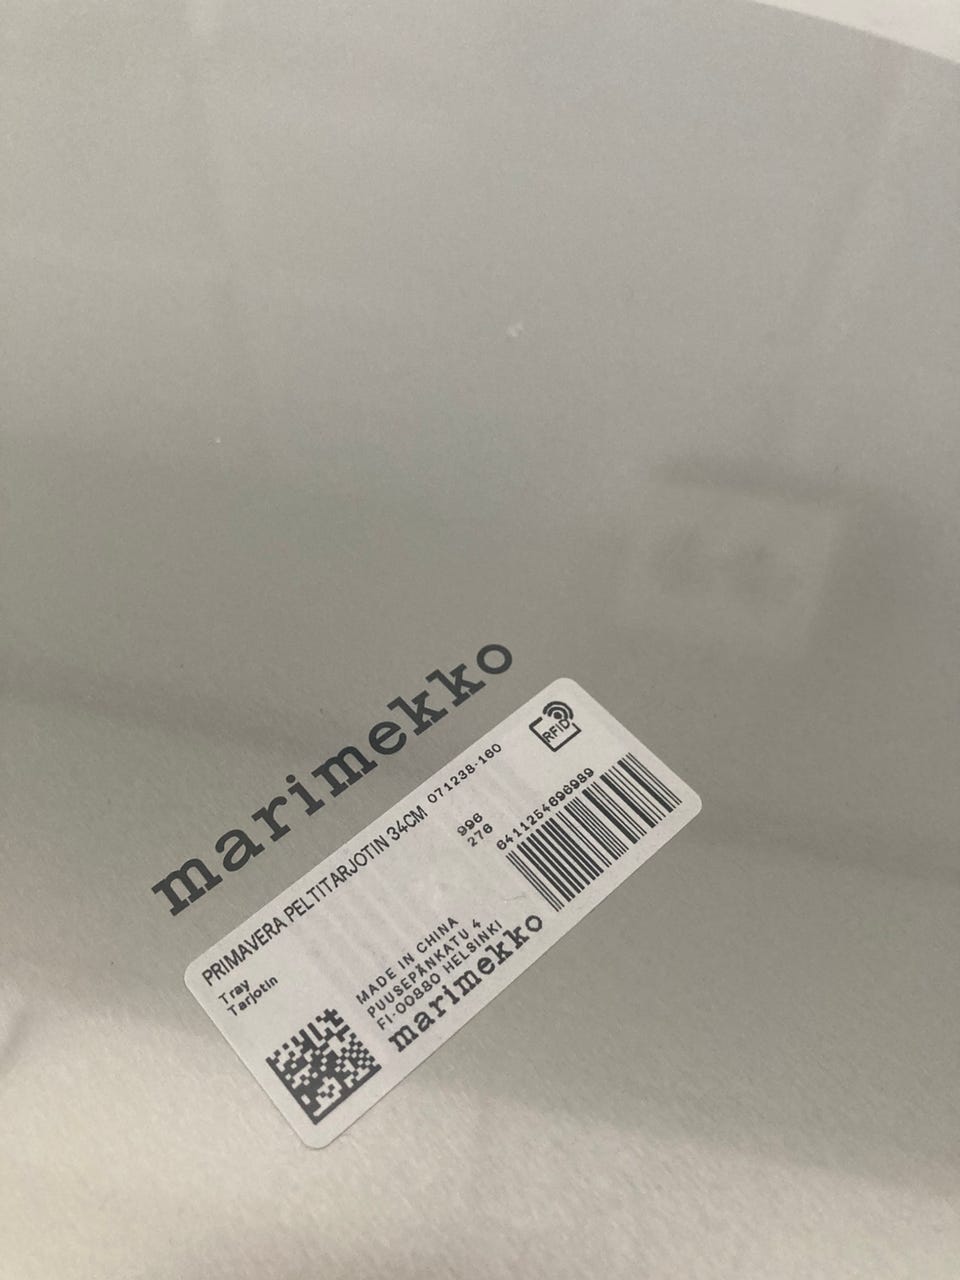 marimekko
PRIMAVERA PELTITARJOTIN 34CM 071238-160
Tray
Tarjotin
996
276
6411254696989
RFID
MADE IN CHINA
PUUSEPÄNKATU 4
FI-00880 HELSINKI
marimekko